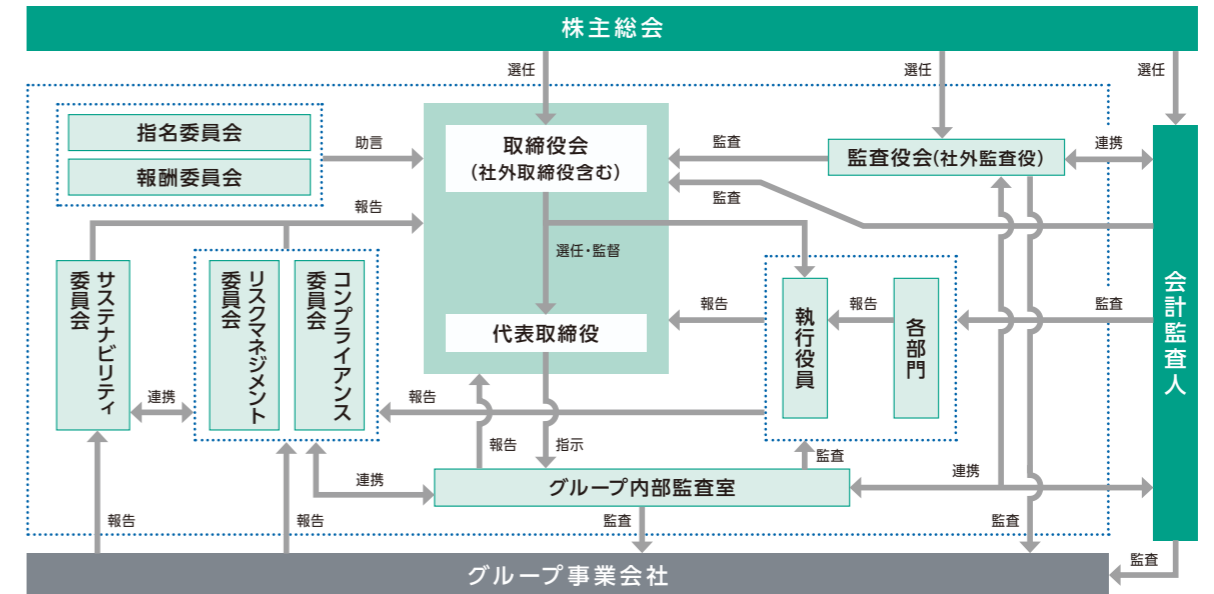 株主総会
選任
選任
選任
指名委員会
報酬委員会
助言
取締役会
(社外取締役含む)
監査
監査役会(社外監査役)
連携
監査
報告
選任・監督
サステナビリティ
委員会
リスクマネジメント
委員会
コンプライアンス
委員会
連携
代表取締役
報告
執行役員
報告
各部門
監査
会計監査人
報告
報告
指示
監査
連携
グループ内部監査室
連携
報告
報告
監査
監査
監査
グループ事業会社